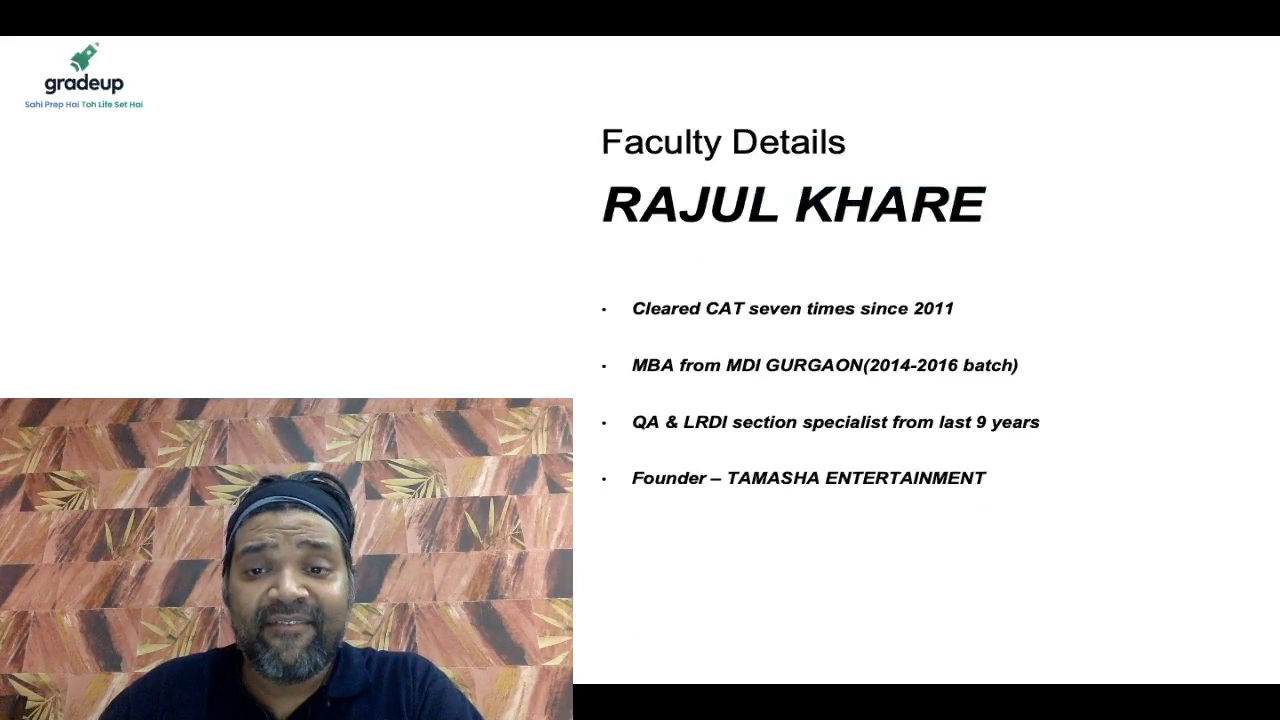 gradeup
Sahi Prep Hai Toh Life Set Hai
Faculty Details
RAJUL KHARE
• Cleared CAT seven times since 2011
• MBA from MDI GURGAON(2014-2016 batch)
• QA & LRDI section specialist from last 9 years
• Founder – TAMASHA ENTERTAINMENT